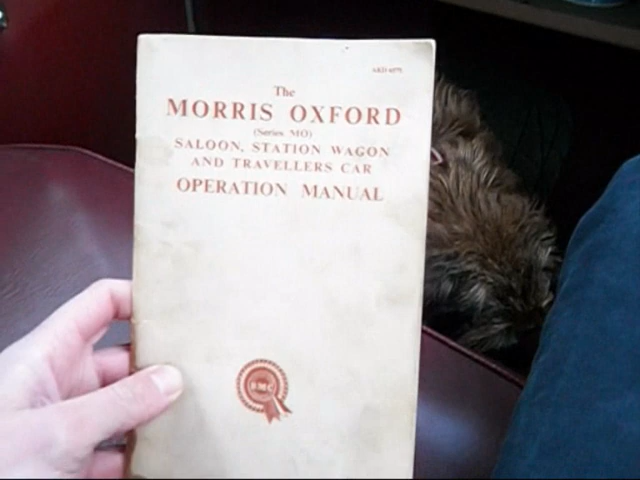 The
MORRIS OXFORD
(Series MO)
SALOON, STATION WAGON
AND TRAVELLERS CAR
OPERATION MANUAL
BMC